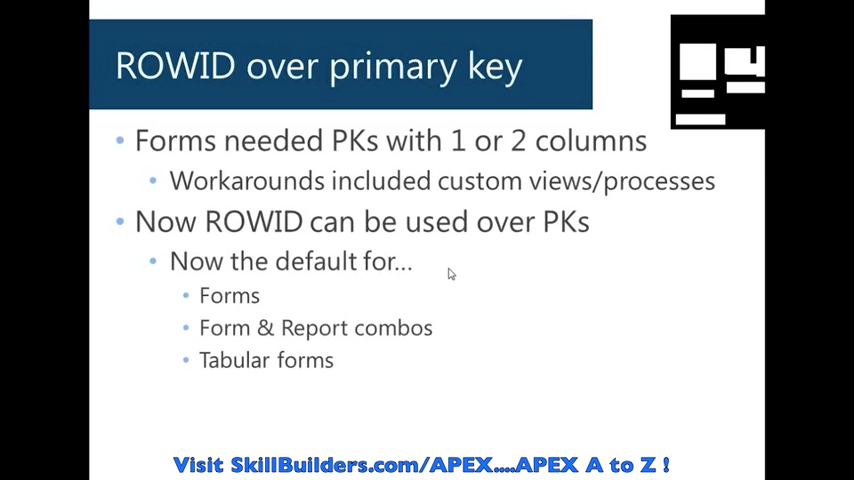 ROWID over primary key
• Forms needed PKs with 1 or 2 columns
• Workarounds included custom views/processes
• Now ROWID can be used over PKs
• Now the default for...
• Forms
• Form & Report combos
• Tabular forms
Visit SkillBuilders.com/APEX....APEX A to Z !